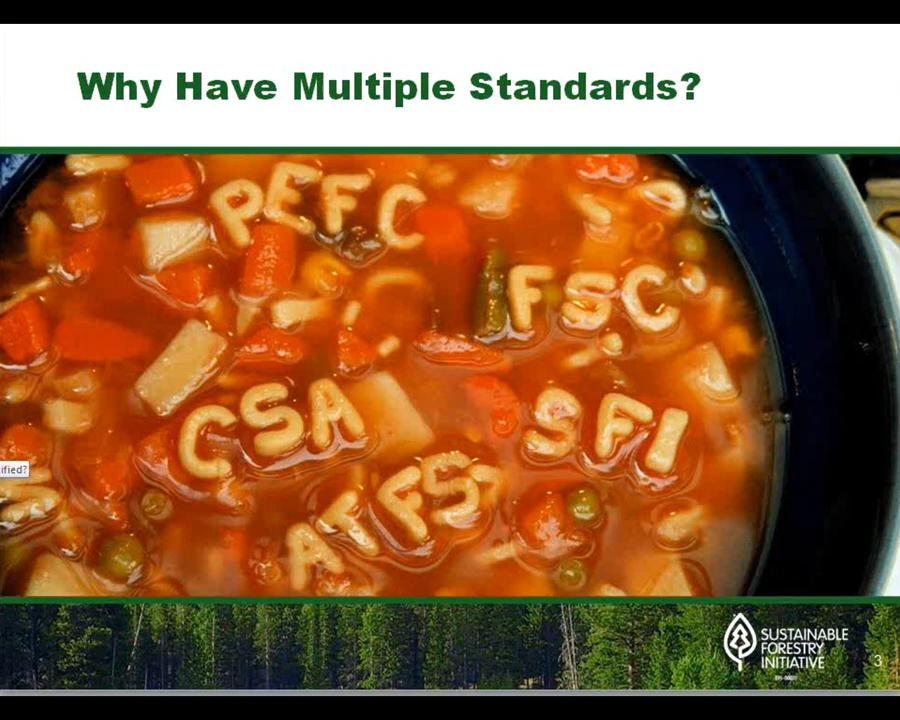 Why Have Multiple Standards?
PEFC
FSC
CSA
SFI
ATFS
ified?
SUSTAINABLE
FORESTRY
INITIATIVE
3